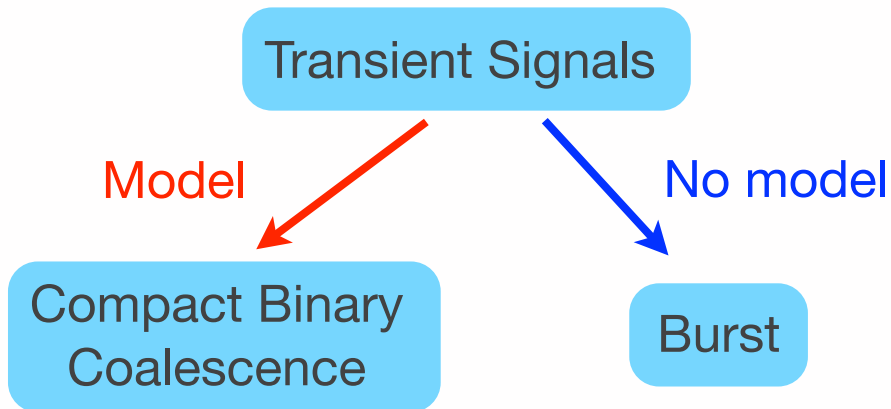 Transient Signals
Model
No model
Compact Binary
Coalescence
Burst